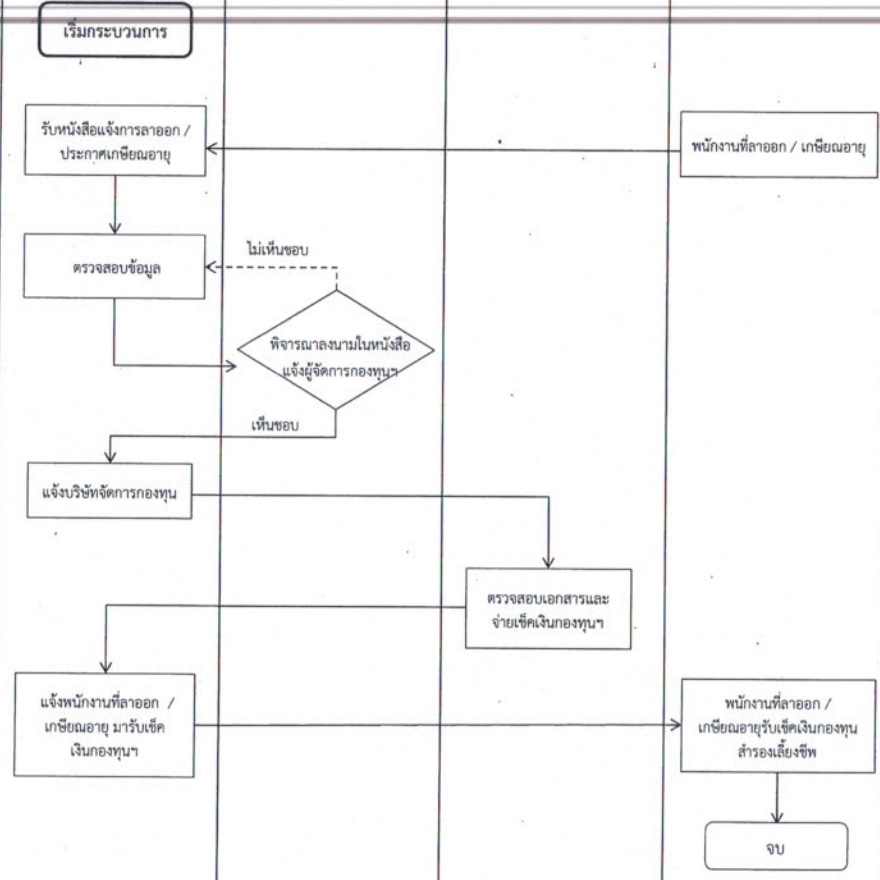 เริ่มกระบวนการ
รับหนังสือแจ้งการลาออก /
ประกาศเกษียณอายุ
พนักงานที่ลาออก / เกษียณอายุ
ตรวจสอบข้อมูล
ไม่เห็นชอบ
พิจารณาลงนามในหนังสือ
แจ้งผู้จัดการกองทุนฯ
เห็นชอบ
แจ้งบริษัทจัดการกองทุน
ตรวจสอบเอกสารและ
จ่ายเช็คเงินกองทุนฯ
แจ้งพนักงานที่ลาออก /
เกษียณอายุ มารับเช็ค
เงินกองทุนฯ
พนักงานที่ลาออก /
เกษียณอายุรับเช็คเงินกองทุน
สำรองเลี้ยงชีพ
จบ